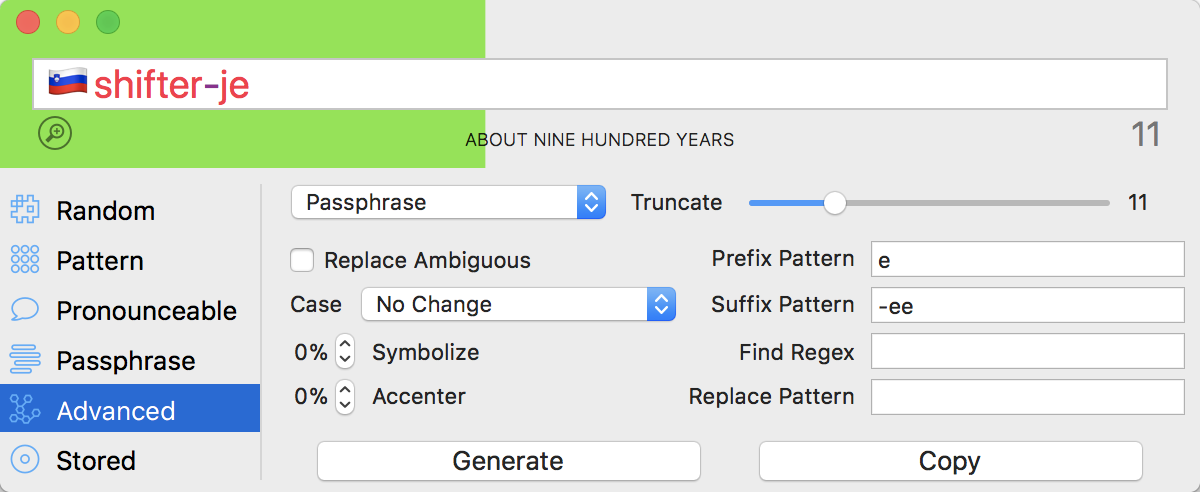 🇸🇮shifter-je
ABOUT NINE HUNDRED YEARS
11
Random
Pattern
Pronounceable
Passphrase
Advanced
Stored
Passphrase
Truncate
11
Replace Ambiguous
Prefix Pattern
e
Case
No Change
Suffix Pattern
-ee
0%
Symbolize
Find Regex
0%
Accenter
Replace Pattern
Generate
Copy